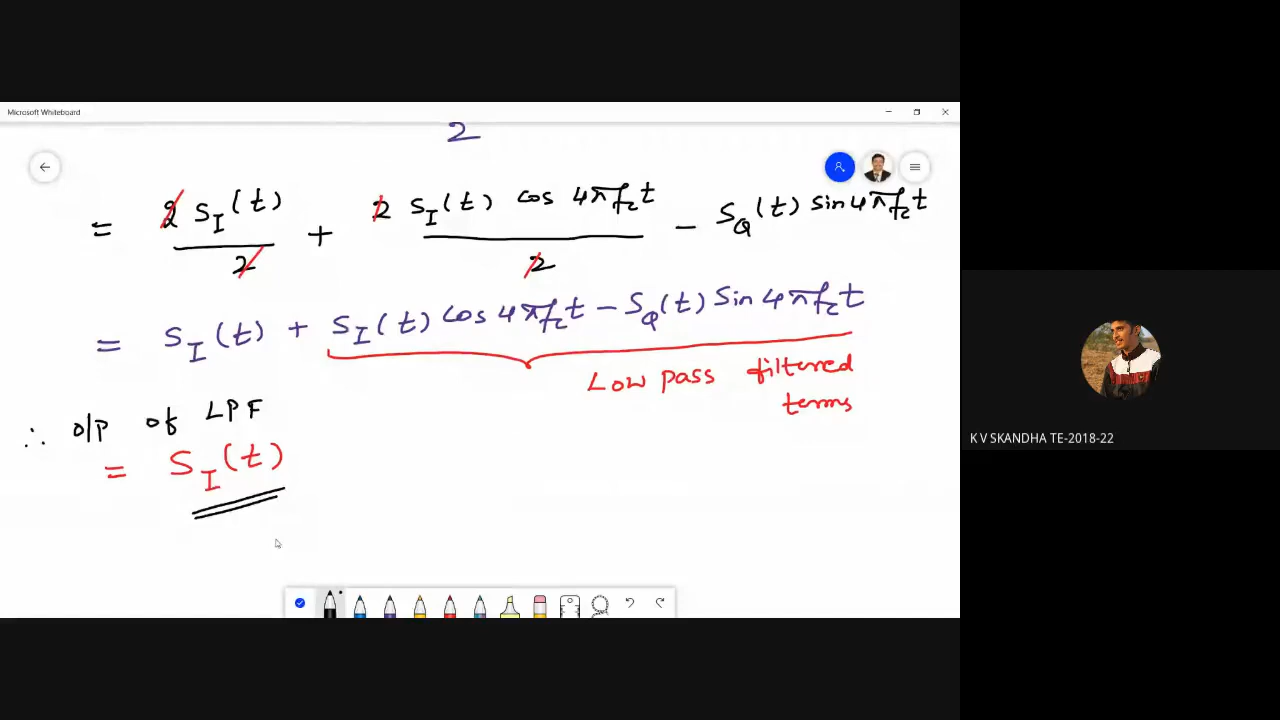 Microsoft Whiteboard
2
= 2 S_I(t) / 2 + 2 S_I(t) cos 4πf_c t / 2 − S_Q(t) sin 4πf_c t
= S_I(t) + S_I(t) cos 4πf_c t − S_Q(t) Sin 4πf_c t
Low pass filtered
terms
∴ O/P of LPF
= S_I(t)
K V SKANDHA TE-2018-22